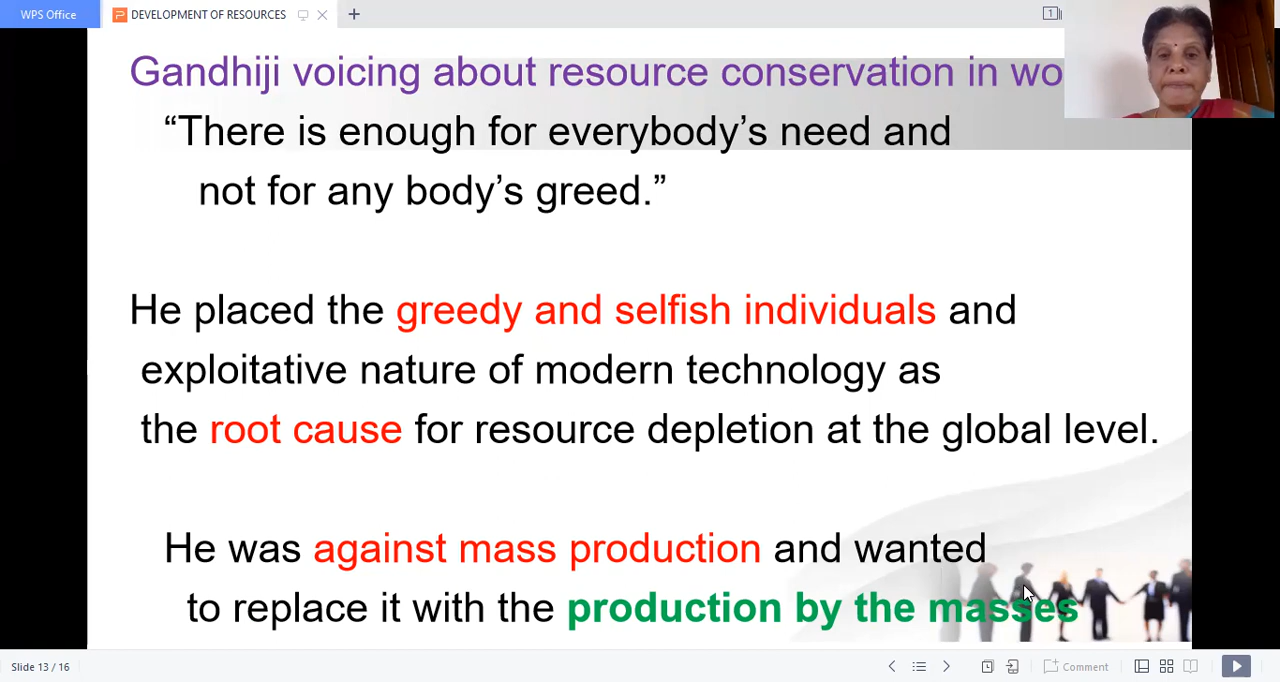 WPS Office
DEVELOPMENT OF RESOURCES
1
Gandhiji voicing about resource conservation in
“There is enough for everybody’s need and
not for any body’s greed.”
He placed the greedy and selfish individuals and
exploitative nature of modern technology as
the root cause for resource depletion at the global level.
He was against mass production and wanted
to replace it with the production by the masses
Slide 13 / 16
Comment